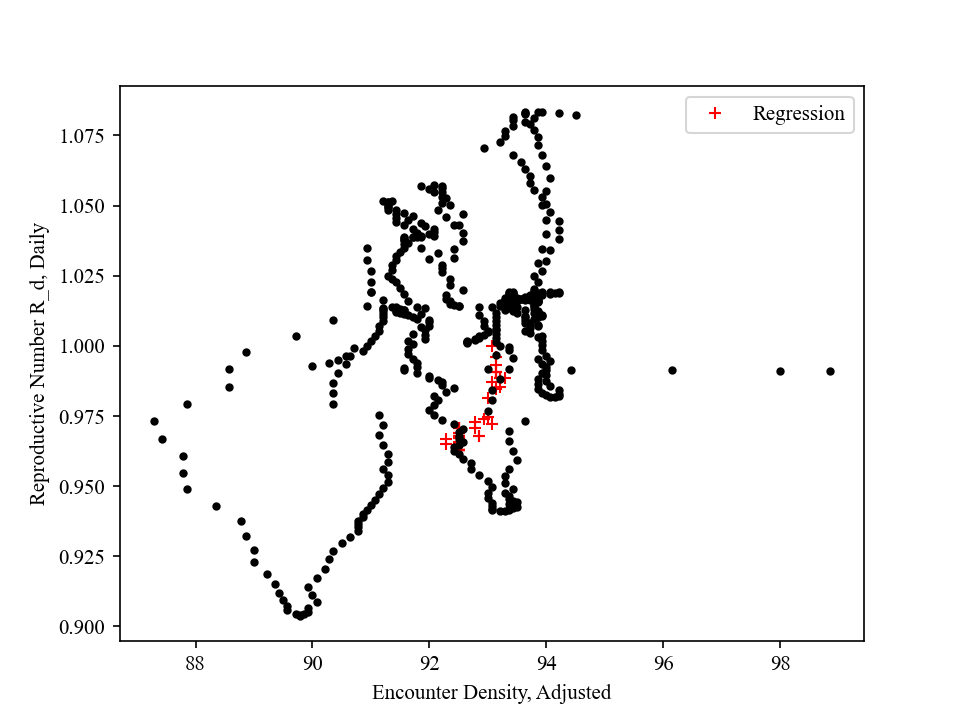 Regression
1.075
1.050
1.025
1.000
0.975
0.950
0.925
0.900
Reproductive Number R_d, Daily
88 90 92 94 96 98
Encounter Density, Adjusted